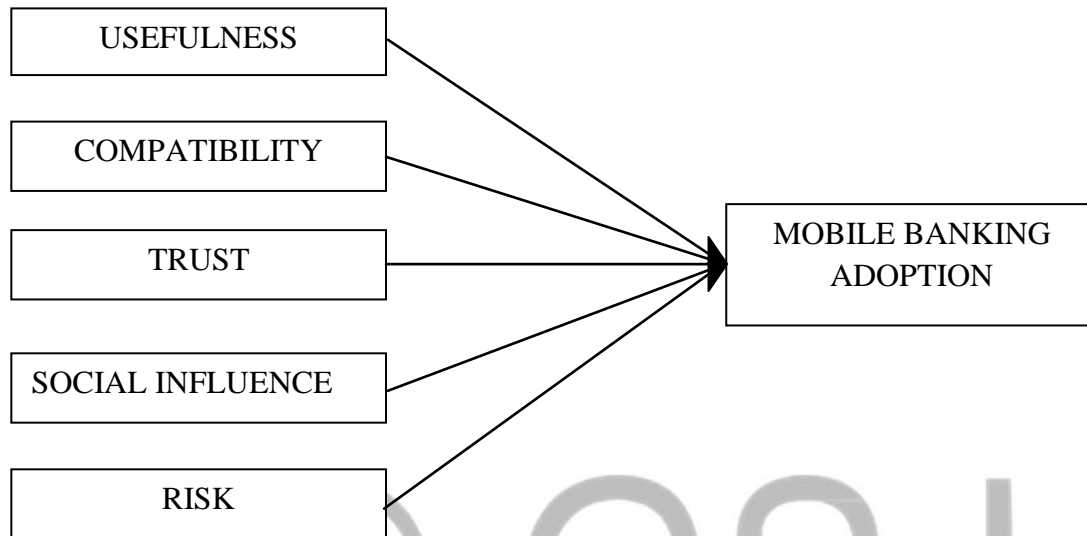 USEFULNESS
COMPATIBILITY
TRUST
SOCIAL INFLUENCE
RISK
MOBILE BANKING
ADOPTION